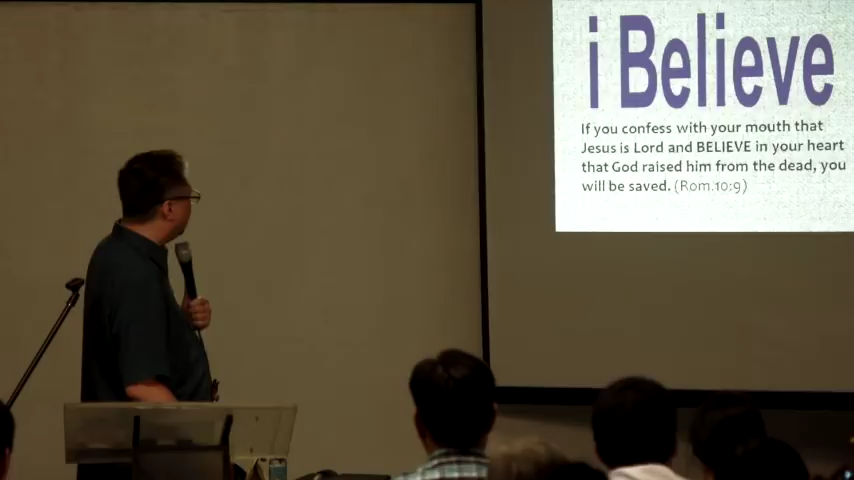 i Believe
If you confess with your mouth that
Jesus is Lord and BELIEVE in your heart
that God raised him from the dead, you
will be saved. (Rom.10:9)